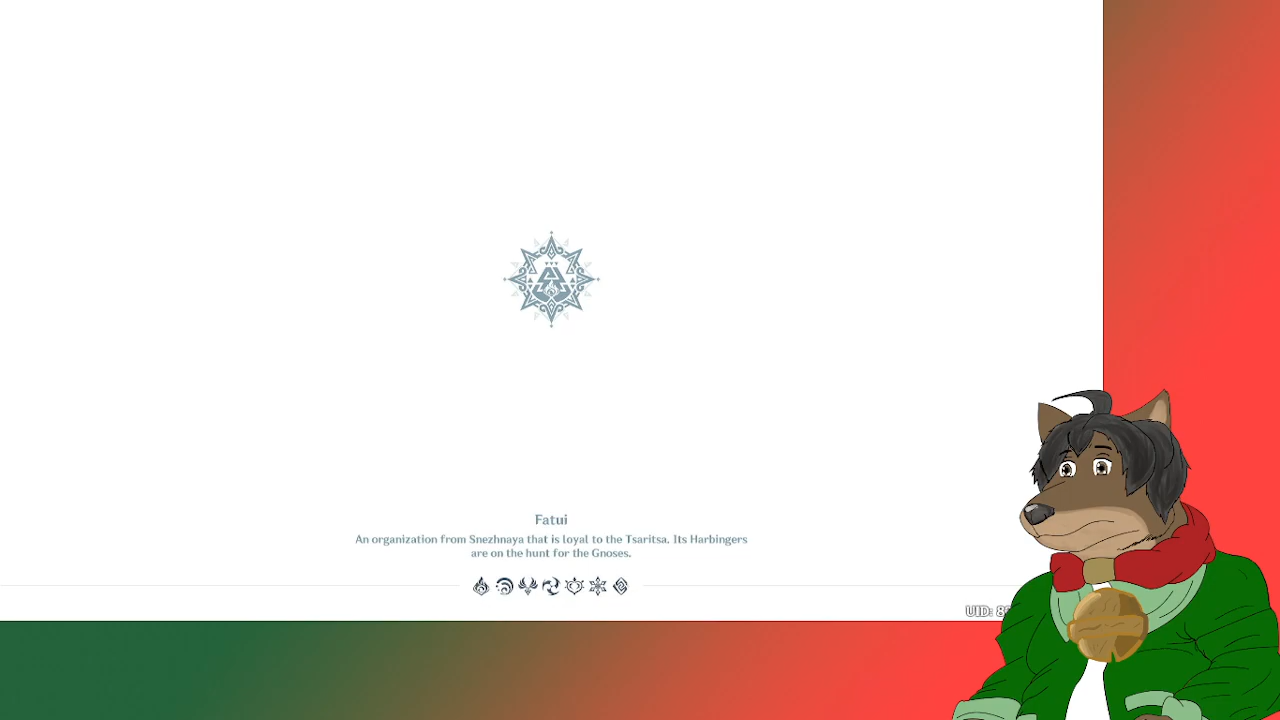 Fatui
An organization from Snezhnaya that is loyal to the Tsaritsa. Its Harbingers
are on the hunt for the Gnoses.
UID: 8